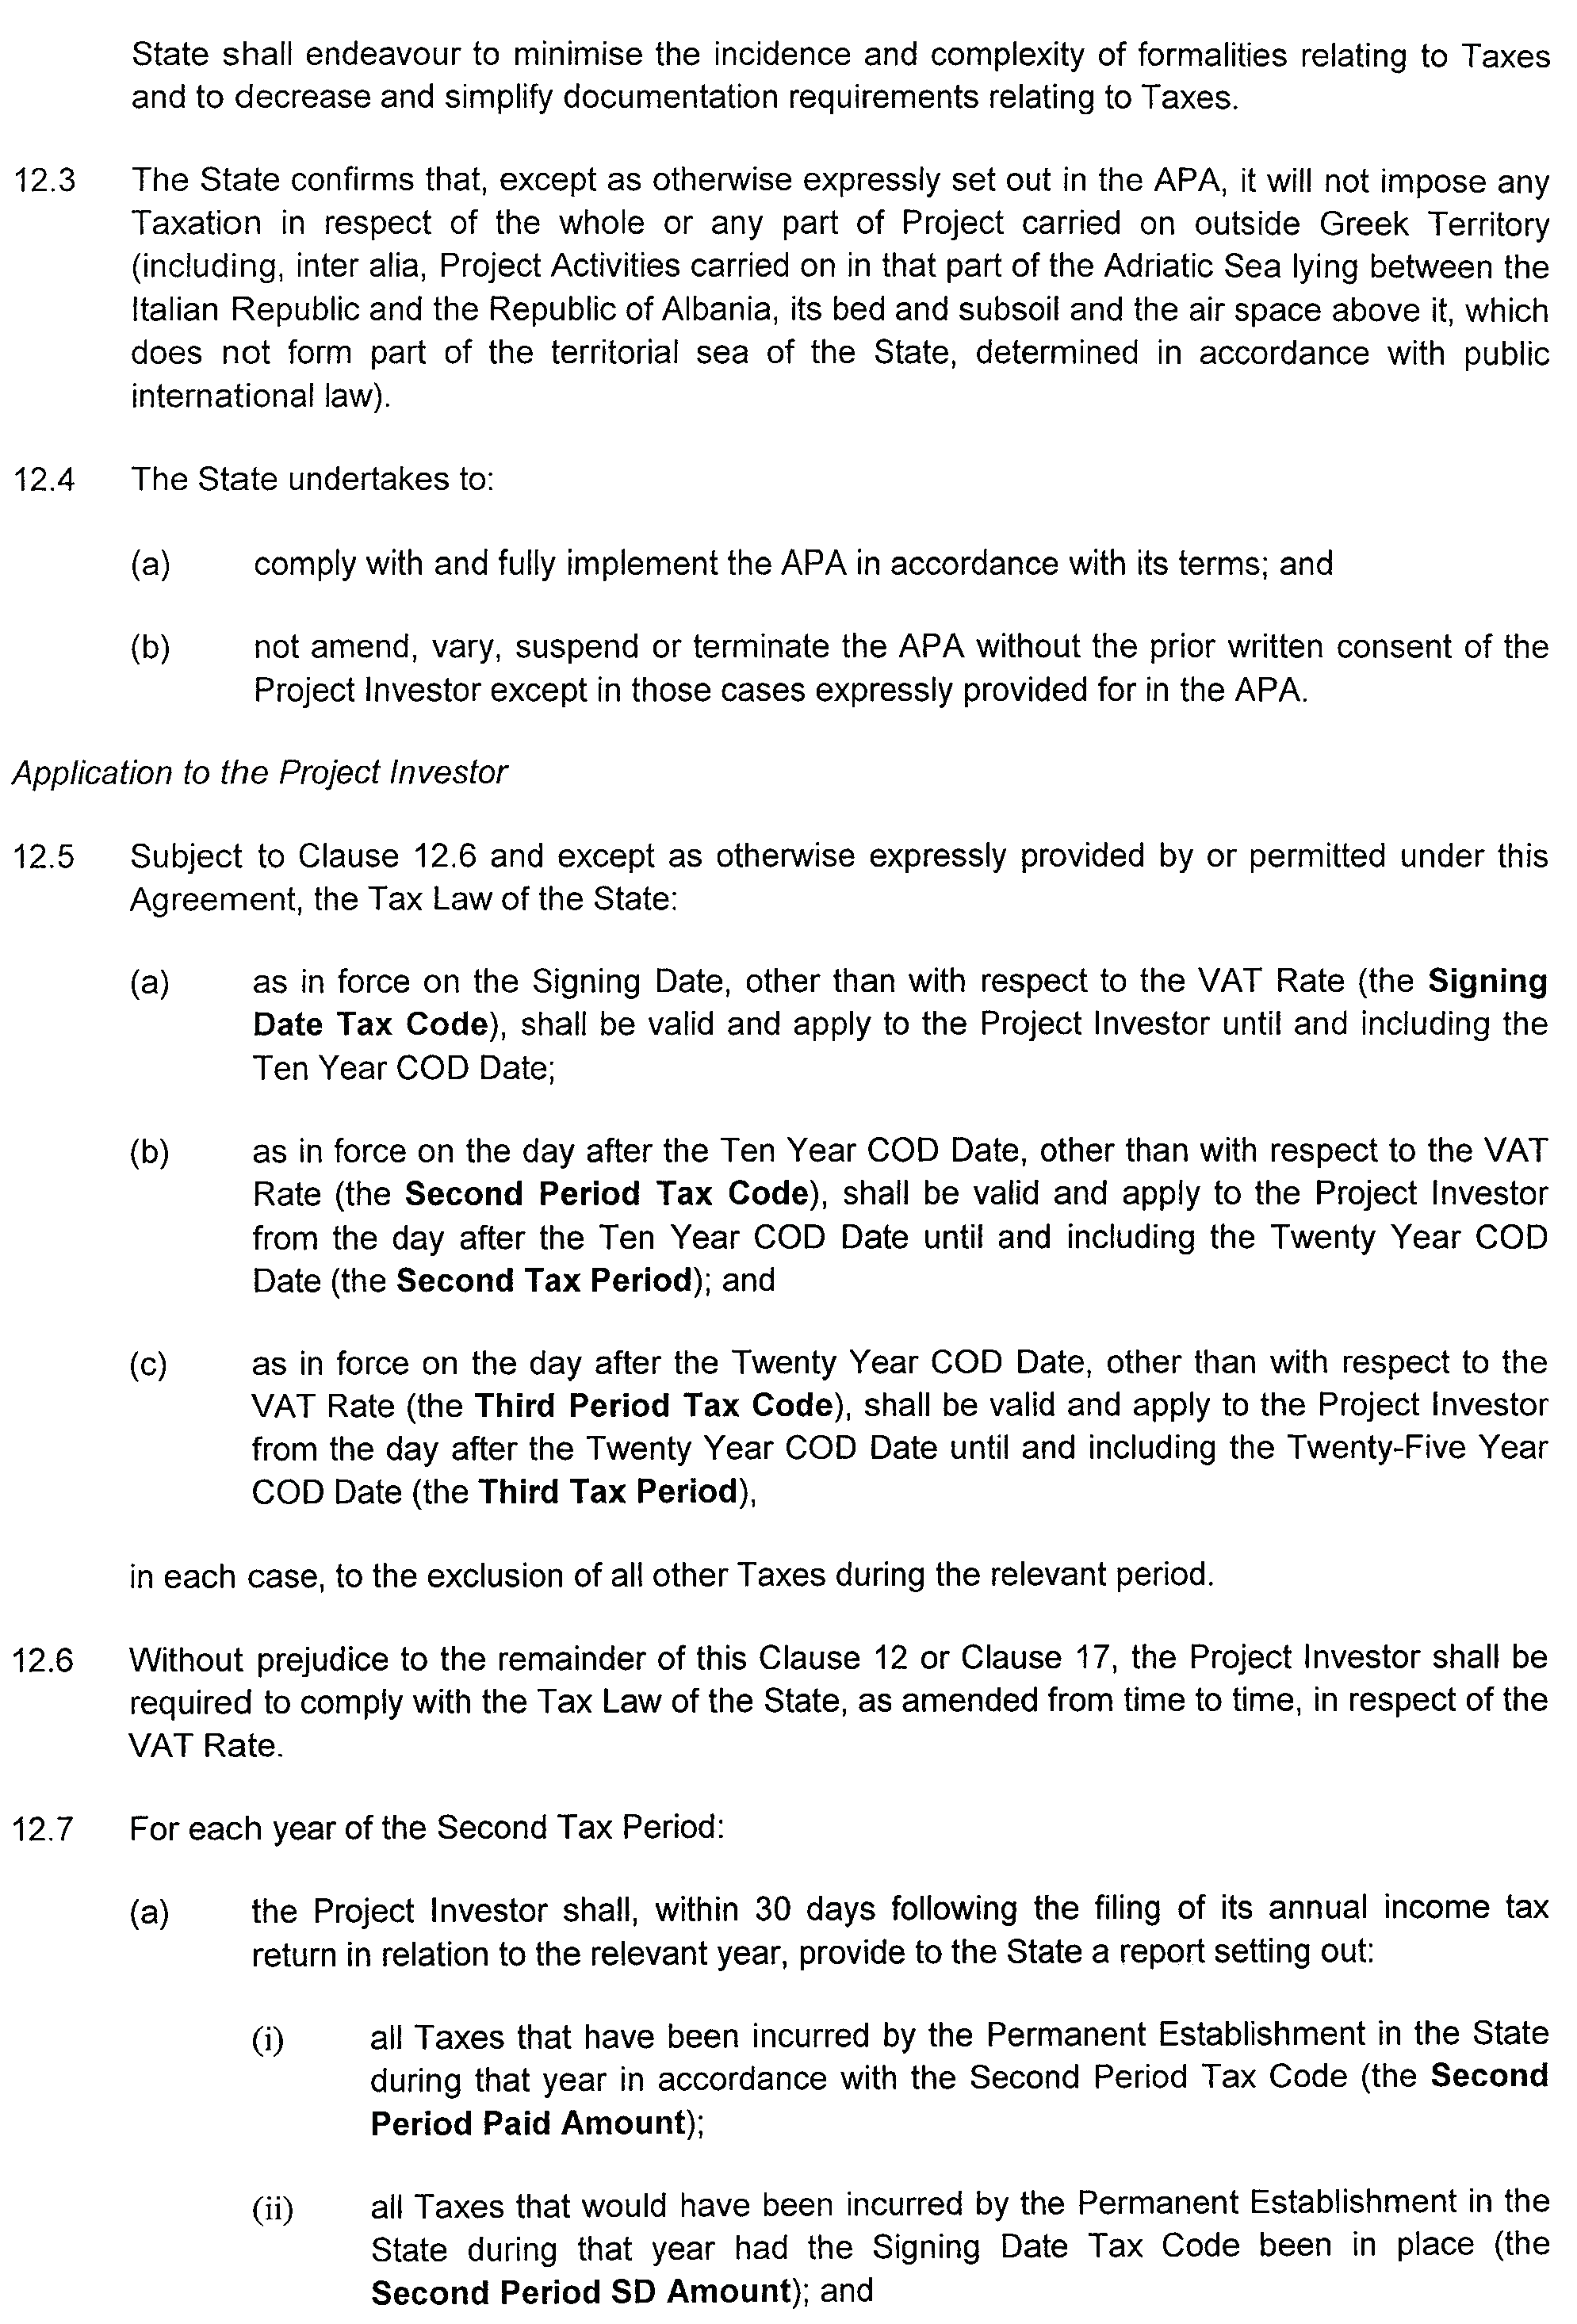 State shall endeavour to minimise the incidence and complexity of formalities relating to Taxes
and to decrease and simplify documentation requirements relating to Taxes.
12.3 The State confirms that, except as otherwise expressly set out in the APA, it will not impose any
Taxation in respect of the whole or any part of Project carried on outside Greek Territory
(including, inter alia, Project Activities carried on in that part of the Adriatic Sea lying between the
Italian Republic and the Republic of Albania, its bed and subsoil and the air space above it, which
does not form part of the territorial sea of the State, determined in accordance with public
international law).
12.4 The State undertakes to:
(a) comply with and fully implement the APA in accordance with its terms; and
(b) not amend, vary, suspend or terminate the APA without the prior written consent of the
Project Investor except in those cases expressly provided for in the APA.
Application to the Project Investor
12.5 Subject to Clause 12.6 and except as otherwise expressly provided by or permitted under this
Agreement, the Tax Law of the State:
(a) as in force on the Signing Date, other than with respect to the VAT Rate (the Signing
Date Tax Code), shall be valid and apply to the Project Investor until and including the
Ten Year COD Date;
(b) as in force on the day after the Ten Year COD Date, other than with respect to the VAT
Rate (the Second Period Tax Code), shall be valid and apply to the Project Investor
from the day after the Ten Year COD Date until and including the Twenty Year COD
Date (the Second Tax Period); and
(c) as in force on the day after the Twenty Year COD Date, other than with respect to the
VAT Rate (the Third Period Tax Code), shall be valid and apply to the Project Investor
from the day after the Twenty Year COD Date until and including the Twenty-Five Year
COD Date (the Third Tax Period),
in each case, to the exclusion of all other Taxes during the relevant period.
12.6 Without prejudice to the remainder of this Clause 12 or Clause 17, the Project Investor shall be
required to comply with the Tax Law of the State, as amended from time to time, in respect of the
VAT Rate.
12.7 For each year of the Second Tax Period:
(a) the Project Investor shall, within 30 days following the filing of its annual income tax
return in relation to the relevant year, provide to the State a report setting out:
(i) all Taxes that have been incurred by the Permanent Establishment in the State
during that year in accordance with the Second Period Tax Code (the Second
Period Paid Amount);
(ii) all Taxes that would have been incurred by the Permanent Establishment in the
State during that year had the Signing Date Tax Code been in place (the
Second Period SD Amount); and